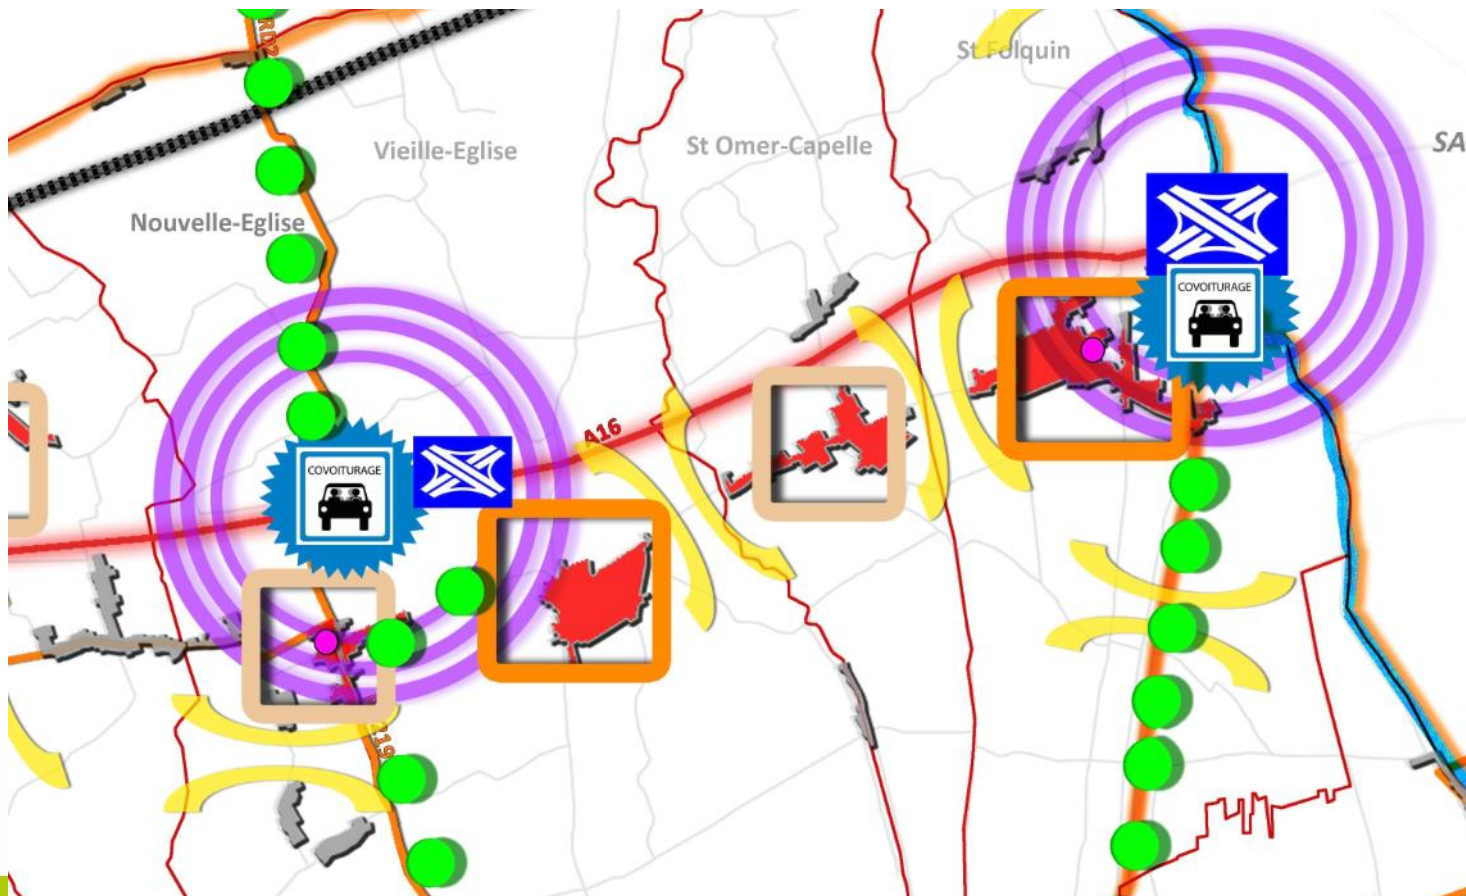 RD2
St Folquin
Vieille-Eglise
St Omer-Capelle
SA
Nouvelle-Eglise
COVOITURAGE
A16
COVOITURAGE